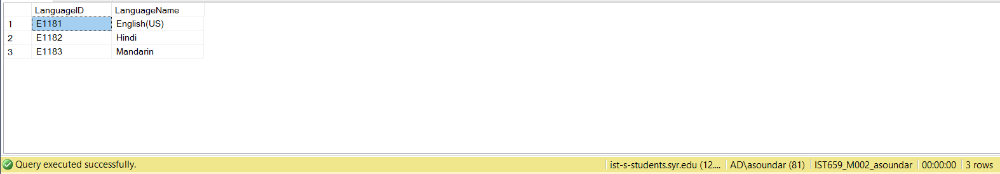 LanguageID LanguageName
1 E1181 English(US)
2 E1182 Hindi
3 E1183 Mandarin
Query executed successfully. ist-s-students.syr.edu (12.... AD\asoundar (81) IST659_M002_asoundar 00:00:00 3 rows